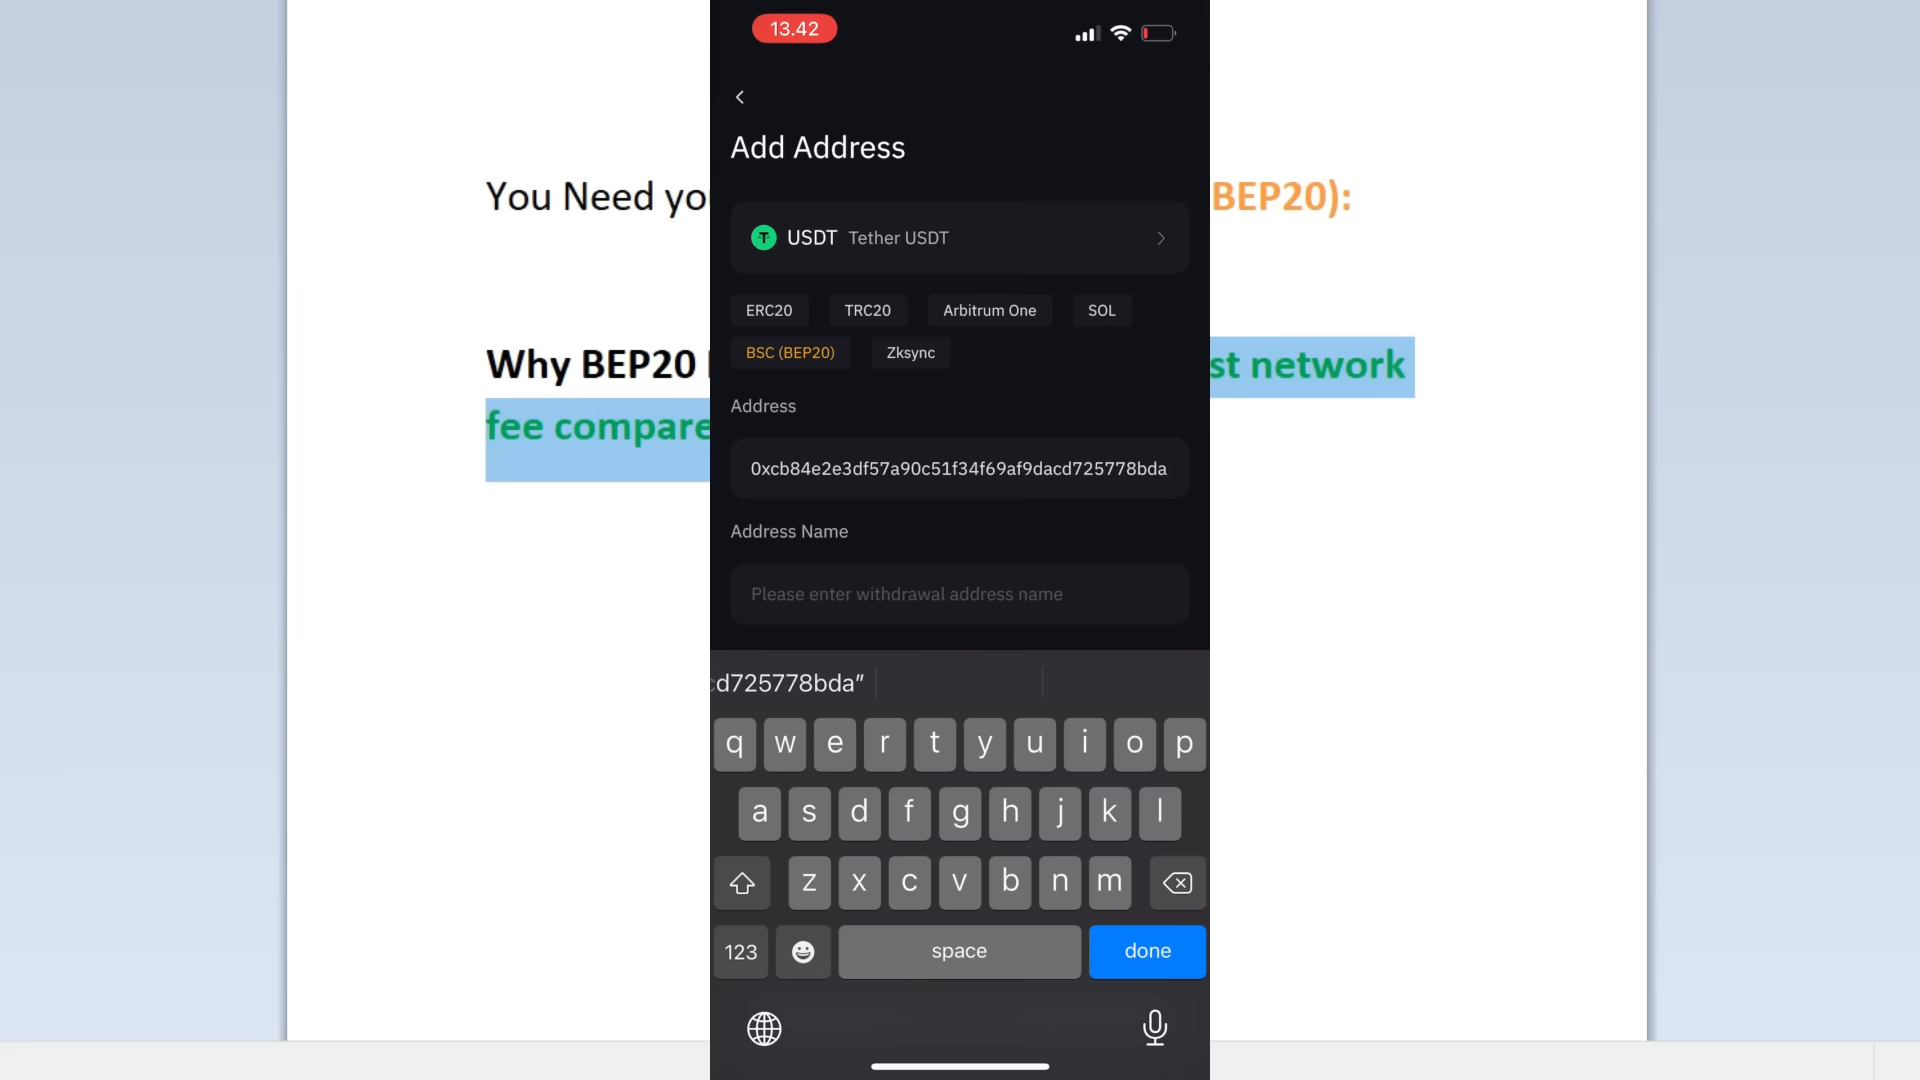 13.42
Add Address
You Need yo
BEP20):
USDT Tether USDT
ERC20 TRC20 Arbitrum One SOL
BSC (BEP20) Zksync
Why BEP20
st network
fee compare
Address
0xcb84e2e3df57a90c51f34f69af9dacd725778bda
Address Name
Please enter withdrawal address name
d725778bda”
q w e r t y u i o p
a s d f g h j k l
z x c v b n m
123 space done